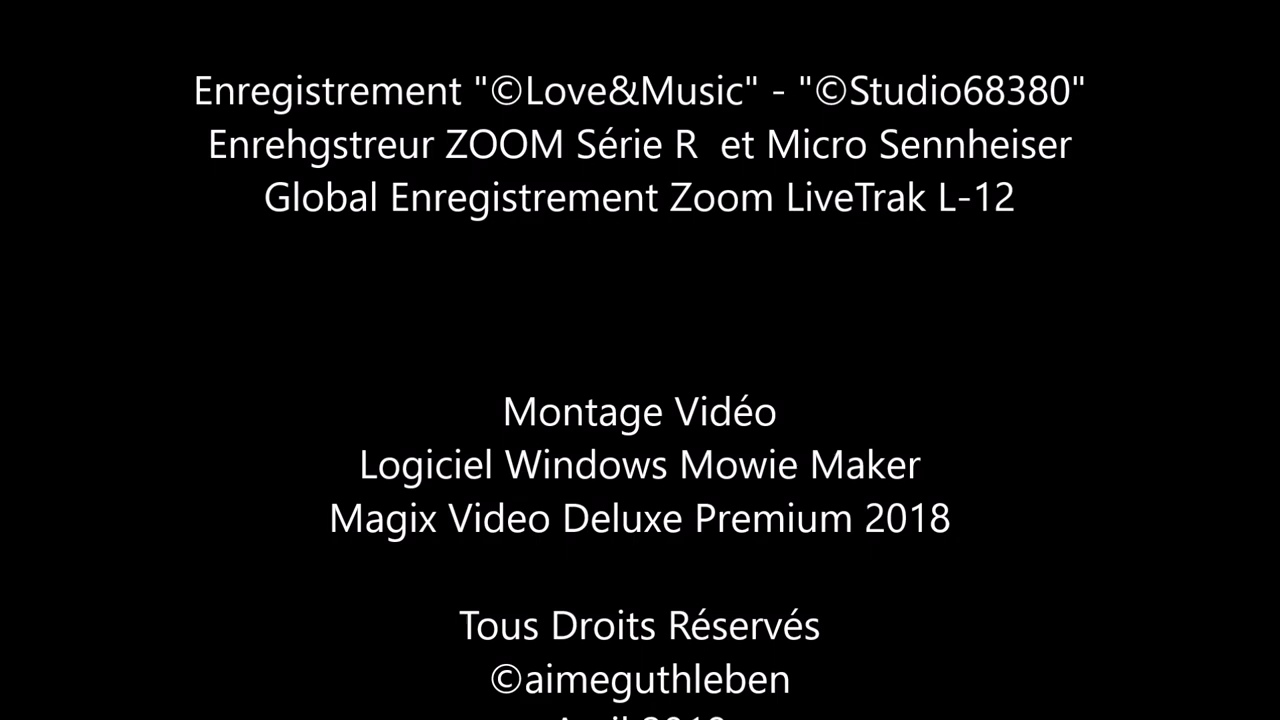 Enregistrement "©Love&Music" - "©Studio68380"
Enrehgstreur ZOOM Série R  et Micro Sennheiser
Global Enregistrement Zoom LiveTrak L-12
Montage Vidéo
Logiciel Windows Mowie Maker
Magix Video Deluxe Premium 2018
Tous Droits Réservés
©aimeguthleben